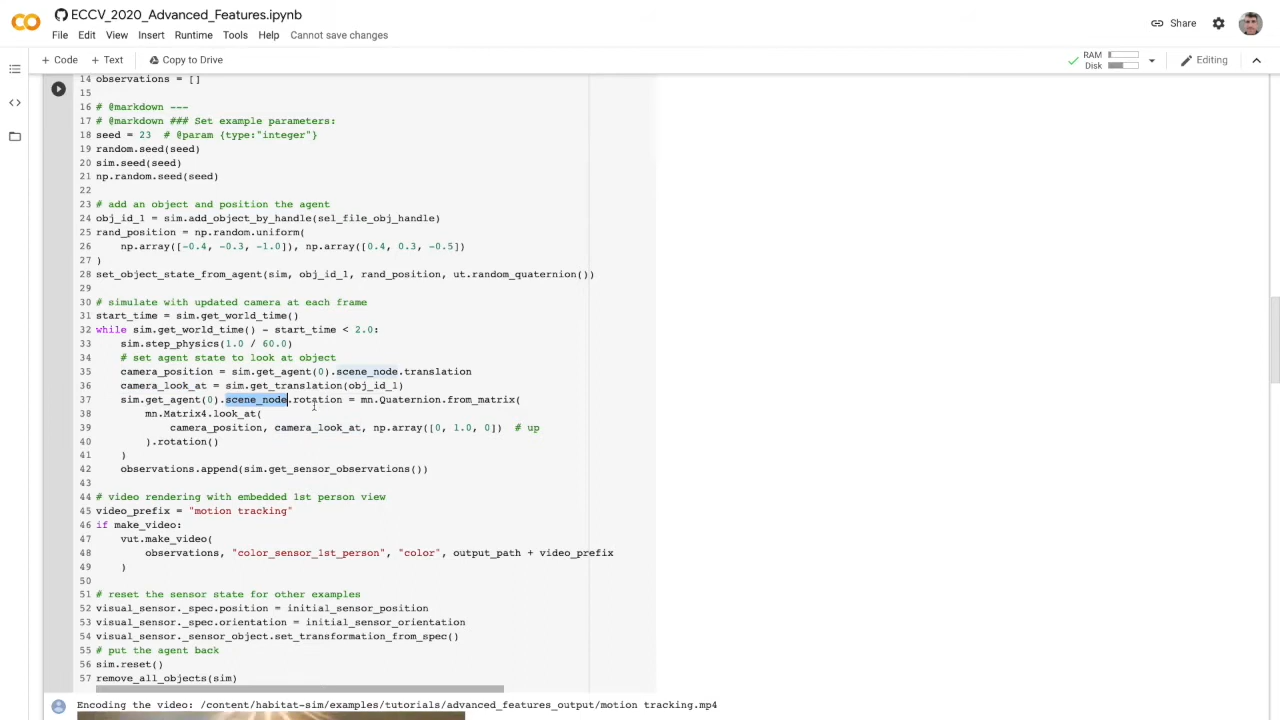 ECCV_2020_Advanced_Features.ipynb
Share
File Edit View Insert Runtime Tools Help Cannot save changes
+ Code + Text Copy to Drive
RAM
Disk
Editing
14 observations = []
15
16 # @markdown ---
17 # @markdown ### Set example parameters:
18 seed = 23  # @param {type:"integer"}
19 random.seed(seed)
20 sim.seed(seed)
21 np.random.seed(seed)
22
23 # add an object and position the agent
24 obj_id_1 = sim.add_object_by_handle(sel_file_obj_handle)
25 rand_position = np.random.uniform(
26     np.array([-0.4, -0.3, -1.0]), np.array([0.4, 0.3, -0.5])
27 )
28 set_object_state_from_agent(sim, obj_id_1, rand_position, ut.random_quaternion())
29
30 # simulate with updated camera at each frame
31 start_time = sim.get_world_time()
32 while sim.get_world_time() - start_time < 2.0:
33     sim.step_physics(1.0 / 60.0)
34     # set agent state to look at object
35     camera_position = sim.get_agent(0).scene_node.translation
36     camera_look_at = sim.get_translation(obj_id_1)
37     sim.get_agent(0).scene_node.rotation = mn.Quaternion.from_matrix(
38         mn.Matrix4.look_at(
39             camera_position, camera_look_at, np.array([0, 1.0, 0])  # up
40         ).rotation()
41     )
42     observations.append(sim.get_sensor_observations())
43
44 # video rendering with embedded 1st person view
45 video_prefix = "motion tracking"
46 if make_video:
47     vut.make_video(
48         observations, "color_sensor_1st_person", "color", output_path + video_prefix
49     )
50
51 # reset the sensor state for other examples
52 visual_sensor._spec.position = initial_sensor_position
53 visual_sensor._spec.orientation = initial_sensor_orientation
54 visual_sensor._sensor_object.set_transformation_from_spec()
55 # put the agent back
56 sim.reset()
57 remove_all_objects(sim)
Encoding the video: /content/habitat-sim/examples/tutorials/advanced_features_output/motion tracking.mp4